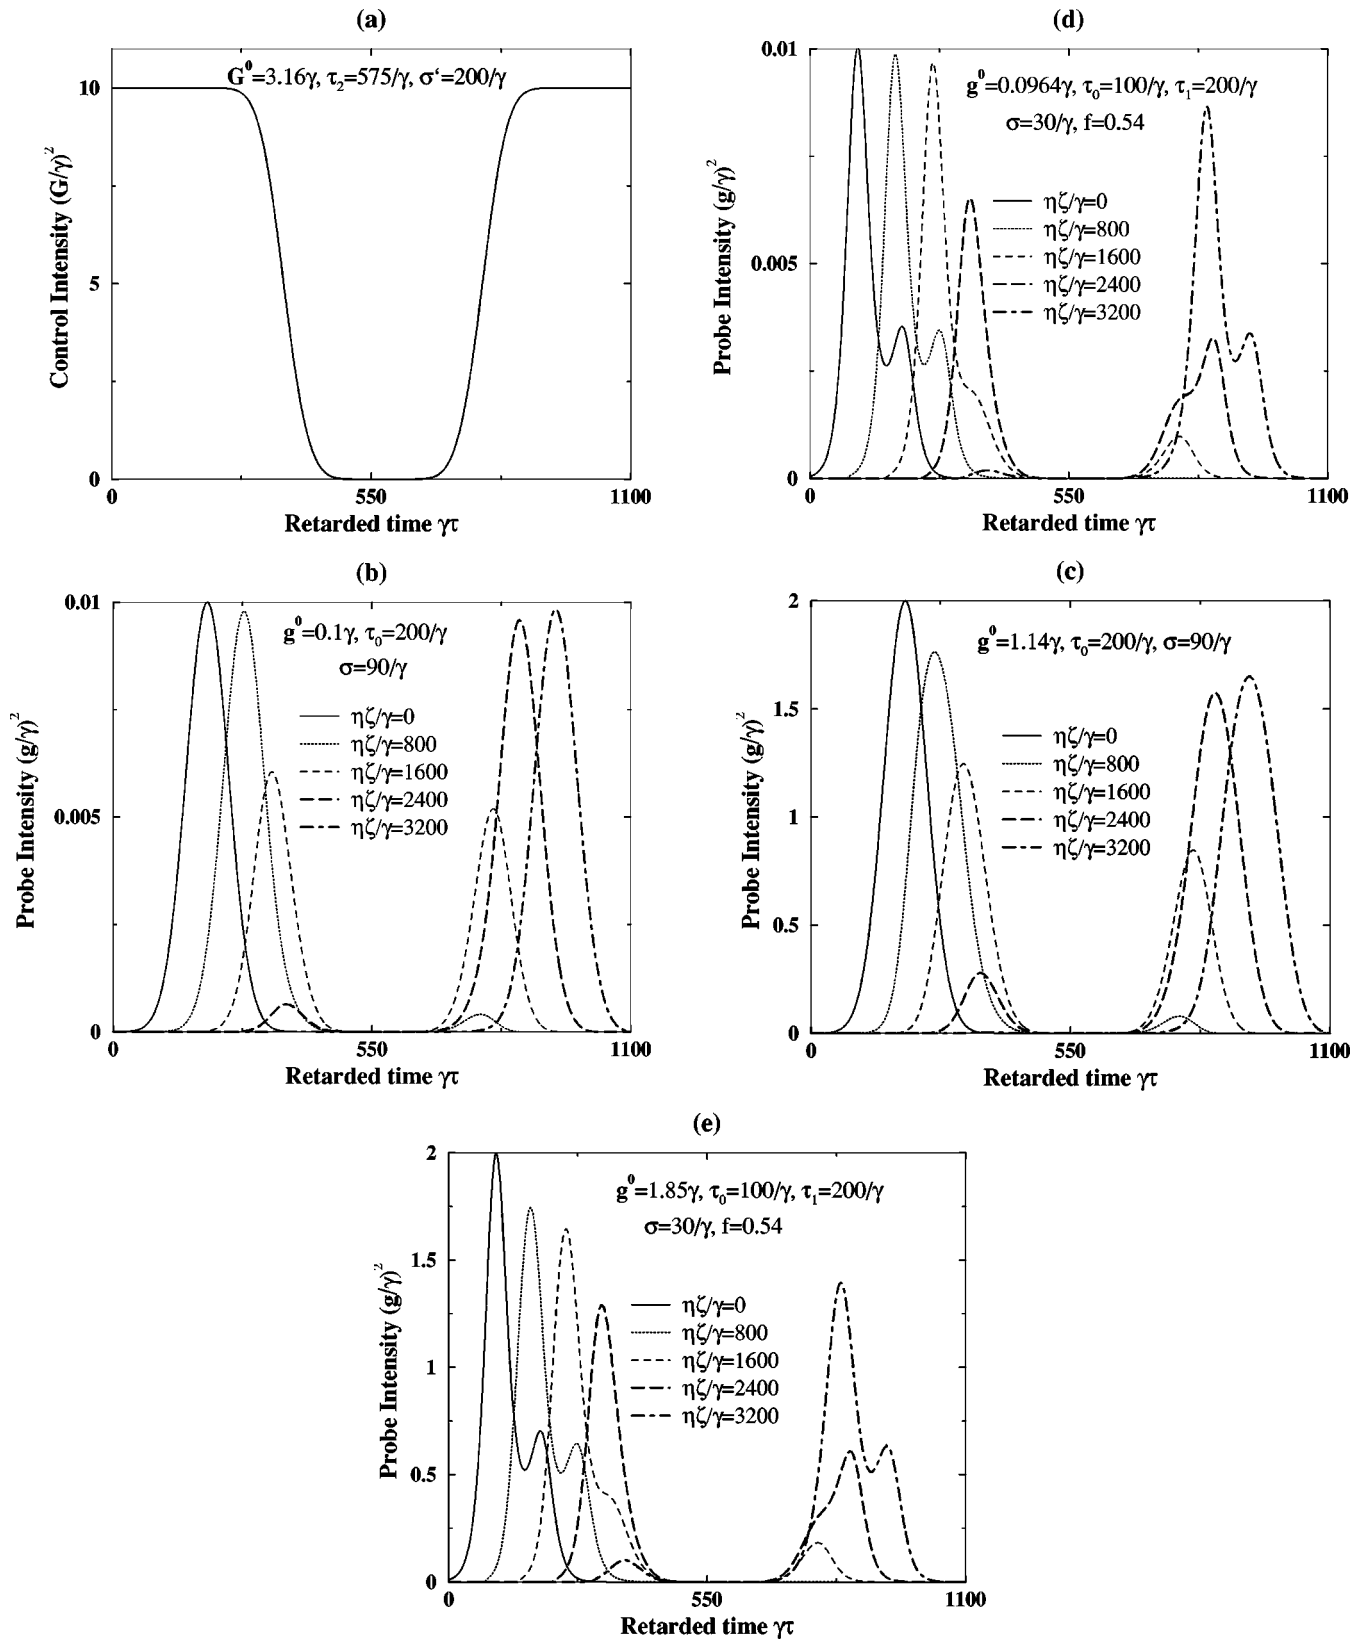 (a)
G⁰=3.16γ, τ₂=575/γ, σ‘=200/γ
Control Intensity (G/γ)²
10
5
0
0 550 1100
Retarded time γτ
(d)
g⁰=0.0964γ, τ₀=100/γ, τ₁=200/γ
σ=30/γ, f=0.54
Probe Intensity (g/γ)²
0.01
0.005
0
ηζ/γ=0
ηζ/γ=800
ηζ/γ=1600
ηζ/γ=2400
ηζ/γ=3200
0 550 1100
Retarded time γτ
(b)
g⁰=0.1γ, τ₀=200/γ
σ=90/γ
Probe Intensity (g/γ)²
0.01
0.005
0
ηζ/γ=0
ηζ/γ=800
ηζ/γ=1600
ηζ/γ=2400
ηζ/γ=3200
0 550 1100
Retarded time γτ
(c)
g⁰=1.14γ, τ₀=200/γ, σ=90/γ
Probe Intensity (g/γ)²
2
1.5
1
0.5
0
ηζ/γ=0
ηζ/γ=800
ηζ/γ=1600
ηζ/γ=2400
ηζ/γ=3200
0 550 1100
Retarded time γτ
(e)
g⁰=1.85γ, τ₀=100/γ, τ₁=200/γ
σ=30/γ, f=0.54
Probe Intensity (g/γ)²
2
1.5
1
0.5
0
ηζ/γ=0
ηζ/γ=800
ηζ/γ=1600
ηζ/γ=2400
ηζ/γ=3200
0 550 1100
Retarded time γτ